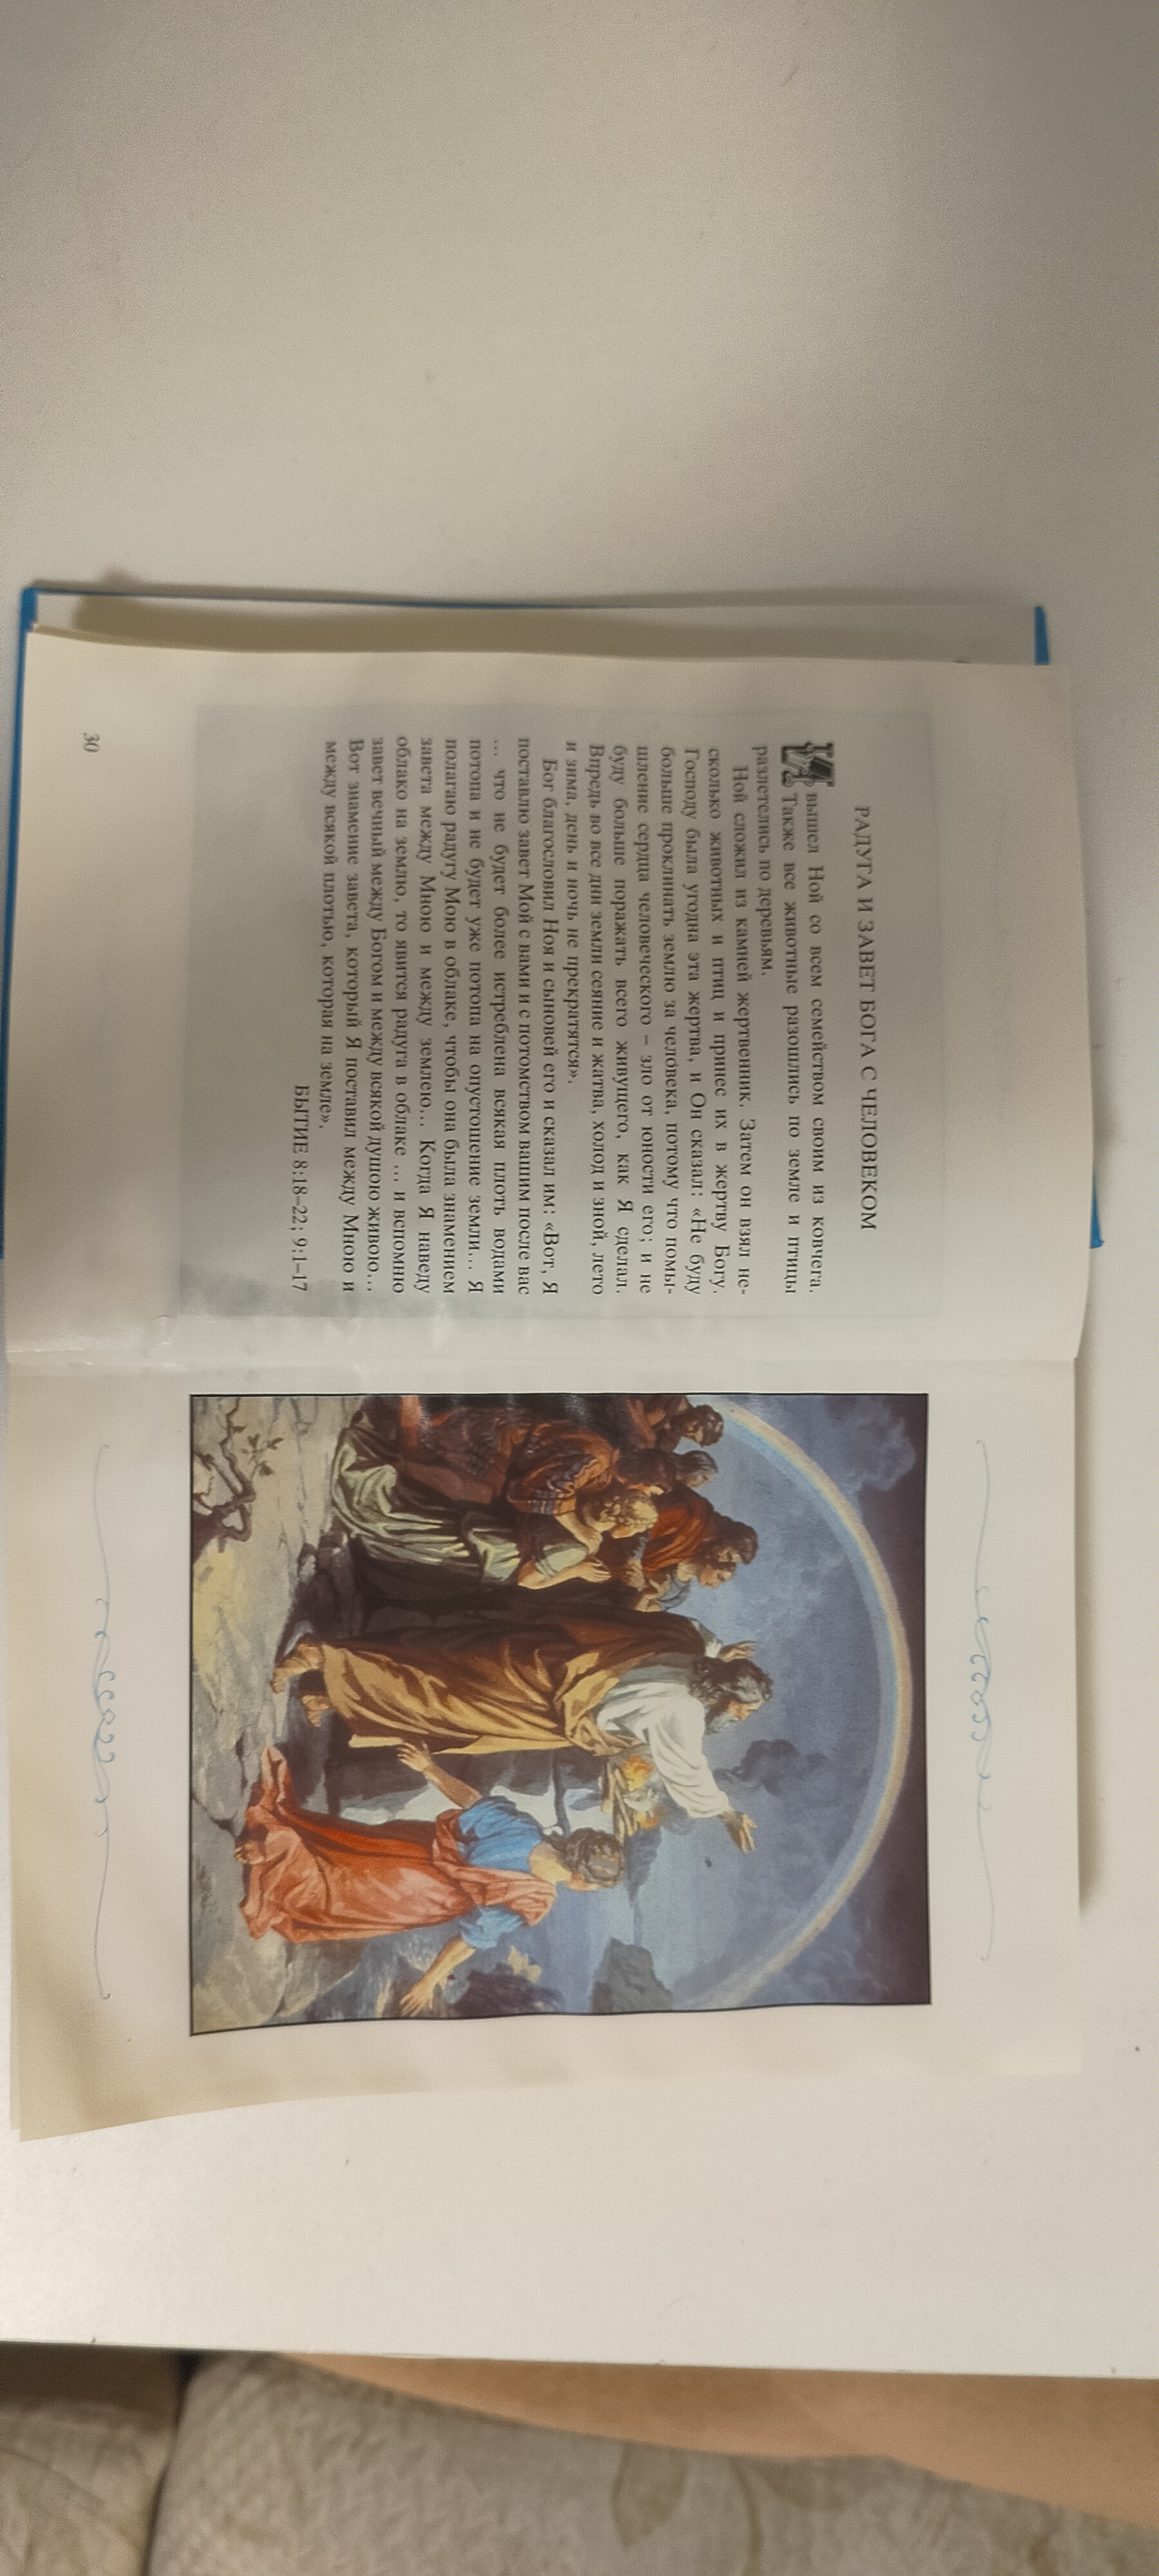 РАДУГА И ЗАВЕТ БОГА С ЧЕЛОВЕКОМ
И вышел Ной со всем семейством своим из ковчега.
Также все животные разошлись по земле и птицы
разлетелись по деревьям.
Ной сложил из камней жертвенник. Затем он взял не-
сколько животных и птиц и принес их в жертву Богу.
Господу была угодна эта жертва, и Он сказал: «Не буду
больше проклинать землю за человека, потому что помы-
шление сердца человеческого – зло от юности его; и не
буду больше поражать всего живущего, как Я сделал.
Впредь во все дни земли сеяние и жатва, холод и зной, лето
и зима, день и ночь не прекратятся».
Бог благословил Ноя и сыновей его и сказал им: «Вот, Я
поставлю завет Мой с вами и с потомством вашим после вас
... что не будет более истреблена всякая плоть водами
потопа и не будет уже потопа на опустошение земли... Я
полагаю радугу Мою в облаке, чтобы она была знамением
завета между Мною и между землею... Когда Я наведу
облако на землю, то явится радуга в облаке ... и вспомню
завет вечный между Богом и между всякой душою живою...
Вот знамение завета, который Я поставил между Мною и
между всякой плотью, которая на земле».
БЫТИЕ 8:18–22; 9:1–17
30